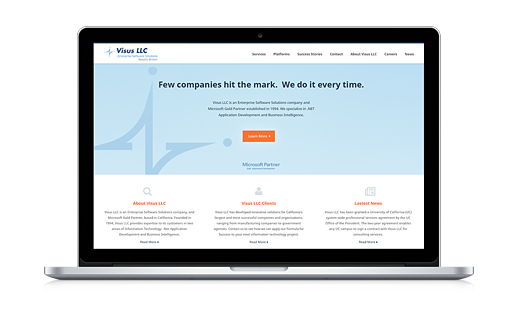 Visus LLC
Enterprise Software Solutions
Results driven
Services Platforms Success Stories Contact About Visus LLC Careers News
Few companies hit the mark. We do it every time.
Visus LLC is an Enterprise Software Solutions company and
Microsoft Gold Partner established in 1994. We specialize in .NET
Application Development and Business Intelligence.
Learn More
Microsoft Partner
About Visus LLC
Visus LLC is an Enterprise Software Solutions company, and
Microsoft Gold Partner, based in California. Founded in
1994, Visus LLC provides expertise to its customers in two
areas of Information Technology: .Net Application
Development and Business Intelligence.
Read More
Visus LLC Clients
Visus LLC has developed innovative solutions for California's
largest and most successful companies and organizations,
ranging from manufacturing companies to government
agencies. Contact us to see how we can apply our formula for
success to your next information technology project.
Read More
Lastest News
Visus LLC has been granted a University of California (UC)
system wide professional services agreement by the UC
Office of the President. The two-year agreement enables
any UC campus to sign a contract with Visus LLC for
consulting services.
Read More